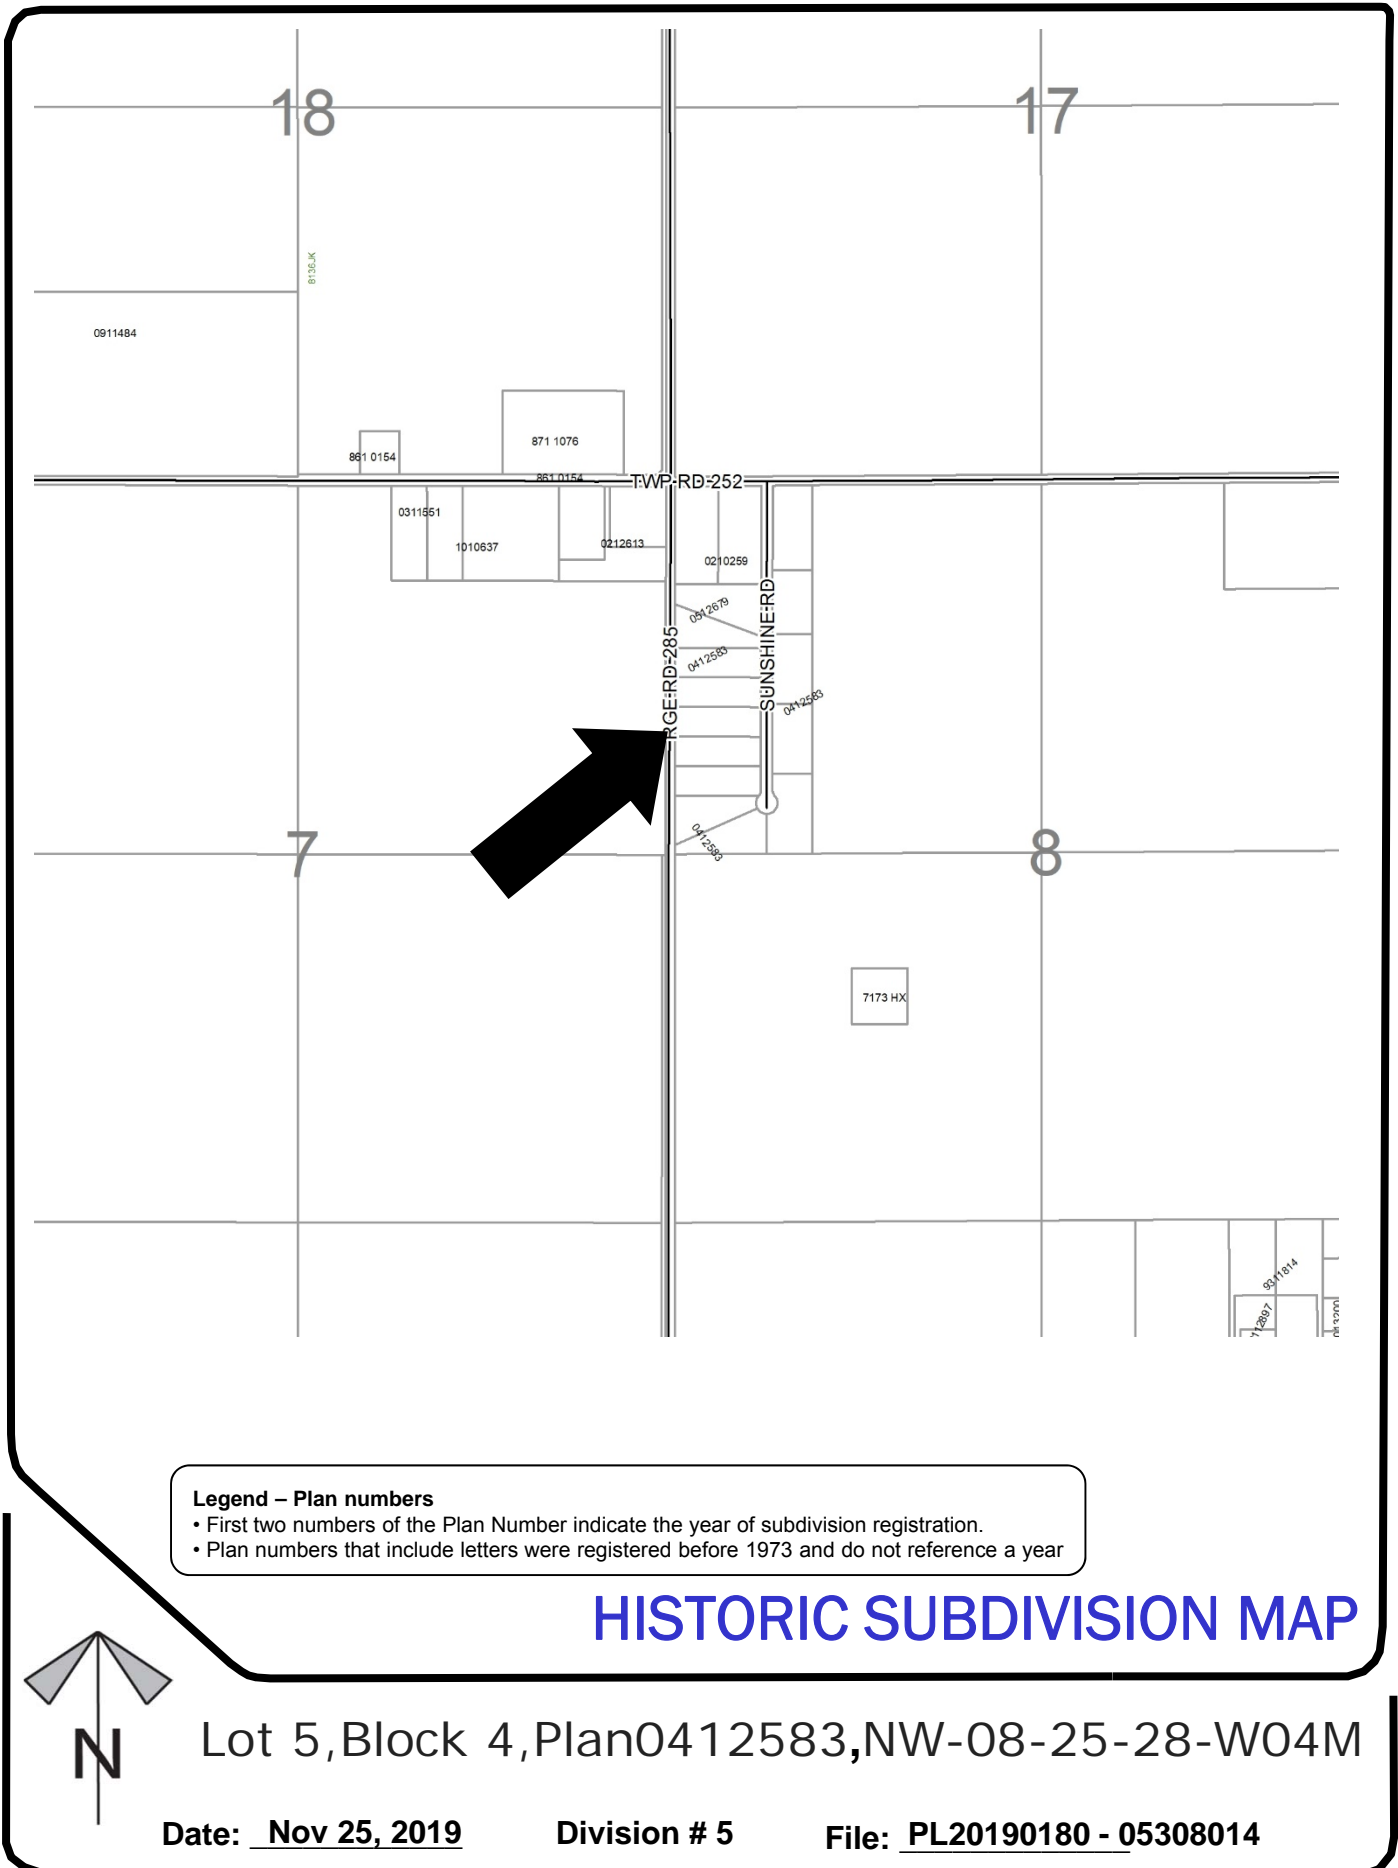 18
17
8136JK
0911484
871 1076
861 0154
861 0154
TWP RD 252
0311551
1010637
0212613
0210259
0512679
SUNSHINE RD
RGE RD 285
0412583
0412583
0412583
7
8
7173 HX
9311814
Legend – Plan numbers
• First two numbers of the Plan Number indicate the year of subdivision registration.
• Plan numbers that include letters were registered before 1973 and do not reference a year
HISTORIC SUBDIVISION MAP
N
Lot 5,Block 4,Plan0412583,NW-08-25-28-W04M
Date: Nov 25, 2019 Division # 5 File: PL20190180 - 05308014